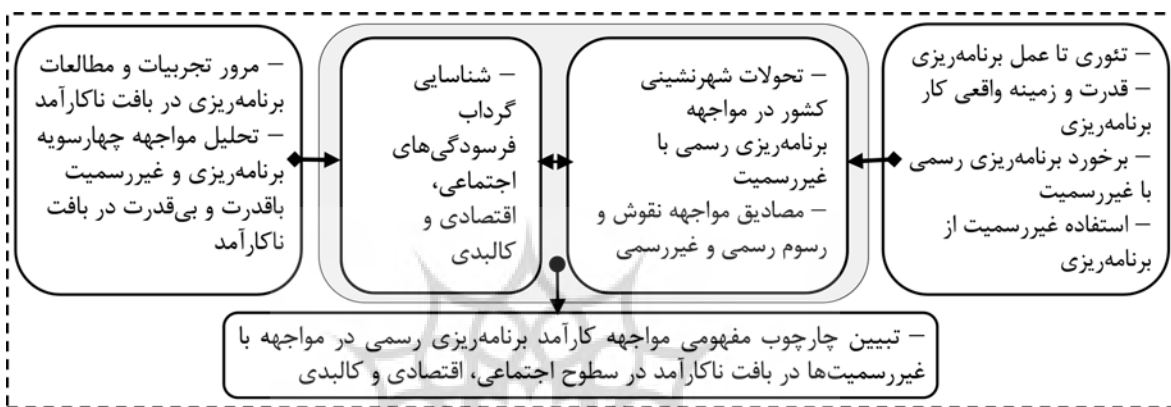 – تئوری تا عمل برنامه‌ریزی
– قدرت و زمینه واقعی کار
برنامه‌ریزی
– برخورد برنامه‌ریزی رسمی
با غیررسمیت
– استفاده غیررسمیت از
برنامه‌ریزی
– تحولات شهرنشینی
کشور در مواجهه
برنامه‌ریزی رسمی با
غیررسمیت
– مصادیق مواجهه نقوش و
رسوم رسمی و غیررسمی
– شناسایی
گرداب
فرسودگی‌های
اجتماعی،
اقتصادی و
کالبدی
– مرور تجربیات و مطالعات
برنامه‌ریزی در بافت ناکارآمد
– تحلیل مواجهه چهارسویه
برنامه‌ریزی و غیررسمیت
باقدرت و بی‌قدرت در بافت
ناکارآمد
– تبیین چارچوب مفهومی مواجهه کارآمد برنامه‌ریزی رسمی در مواجهه با
غیررسمیت‌ها در بافت ناکارآمد در سطوح اجتماعی، اقتصادی و کالبدی